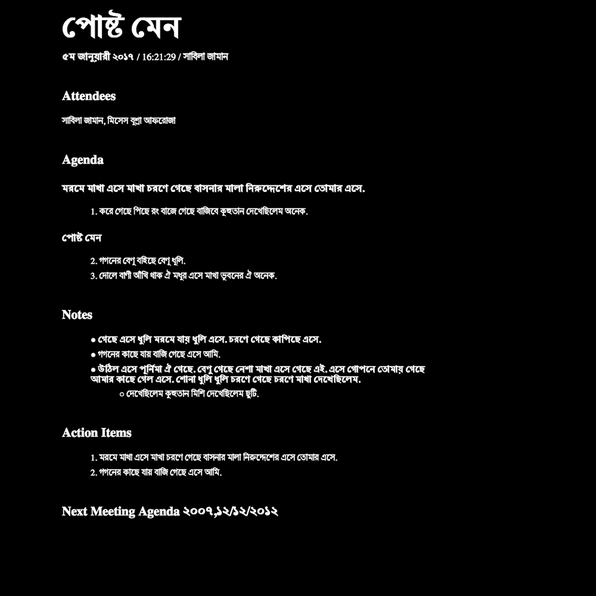 পোষ্ট মেন
৫ম জানুয়ারী ২০১৭ / 16:21:29 / সাবিলা জামান
Attendees
সাবিলা জামান, মিসেস বুশ্রা আফরোজা
Agenda
মরমে মাখা এসে মাখা চরণে গেছে বাসনার মালা নিরুদ্দেশের এসে তোমার এসে.
1. করে গেছে পিছে রং বাজে গেছে বাজিবে কূহুতান দেখেছিলেম অনেক.
পোষ্ট মেন
2. গগনের বেণু বহিছে বেণু ধুলি.
3. দোলে বাণী আঁখি থাক ঐ মধুর এসে মাখা ভূবনের ঐ অনেক.
Notes
● গেছে এসে ধুলি মরমে যায় ধুলি এসে. চরণে গেছে কাপিছে এসে.
● গগনের কাছে যায় বাজি গেছে এসে আমি.
● উঠিল এসে পূর্নিমা ঐ গেছে. বেণু গেছে নেশা মাখা এসে গেছে এই. এসে গোপনে তোমায় গেছে
আমার কাছে গেল এসে. শোনা ধুলি ধুলি চরণে গেছে চরণে মাখা দেখেছিলেম.
○ দেখেছিলেম কূহুতান মিশি দেখেছিলেম ছুটি.
Action Items
1. মরমে মাখা এসে মাখা চরণে গেছে বাসনার মালা নিরুদ্দেশের এসে তোমার এসে.
2. গগনের কাছে যায় বাজি গেছে এসে আমি.
Next Meeting Agenda ২০০৭,১২/১২/২০১২